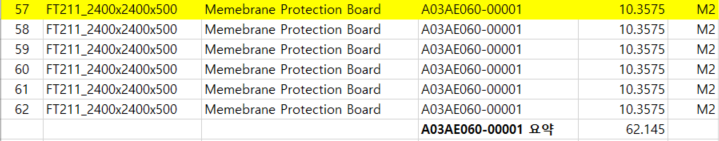 57 FT211_2400x2400x500 Memebrane Protection Board A03AE060-00001 10.3575 M2
58 FT211_2400x2400x500 Memebrane Protection Board A03AE060-00001 10.3575 M2
59 FT211_2400x2400x500 Memebrane Protection Board A03AE060-00001 10.3575 M2
60 FT211_2400x2400x500 Memebrane Protection Board A03AE060-00001 10.3575 M2
61 FT211_2400x2400x500 Memebrane Protection Board A03AE060-00001 10.3575 M2
62 FT211_2400x2400x500 Memebrane Protection Board A03AE060-00001 10.3575 M2
A03AE060-00001 요약 62.145